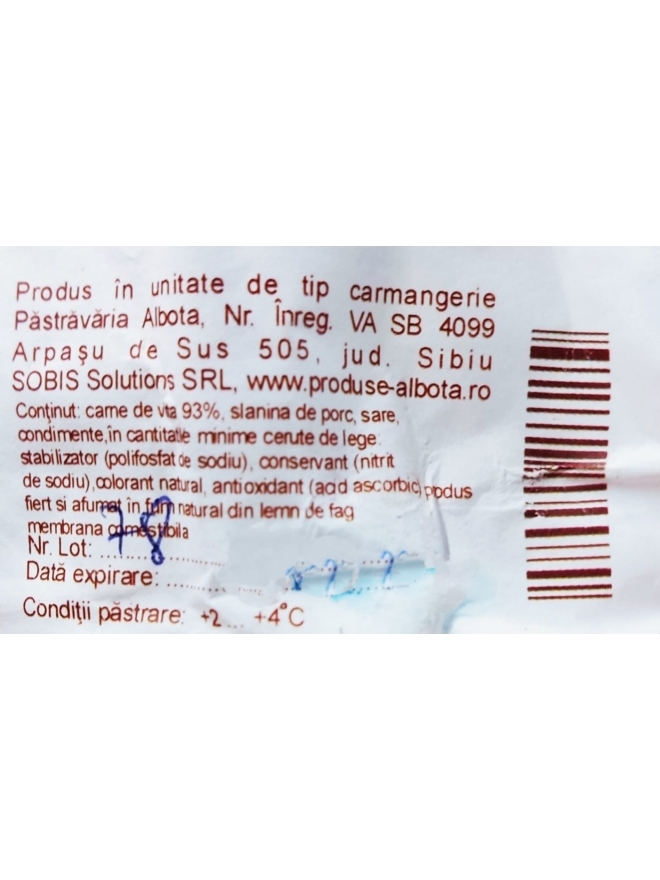 Produs în unitate de tip carmangerie
Păstrăvăria Albota, Nr. Înreg. VA SB 4099
Arpașu de Sus 505, jud. Sibiu
SOBIS Solutions SRL, www.produse-albota.ro
Conţinut: carne de vita 93%, slanina de porc, sare,
condimente,in cantitatie minime cerute de lege:
stabilizator (polifosfat de sodiu), conservant (nitrit
de sodiu),colorant natural, antioxidant (acid ascorbic),produs
fiert si afumat în fum natural din lemn de fag
membrana comestibila
Nr. Lot: 78
Dată expirare:
Condiţii păstrare: +2... +4°C